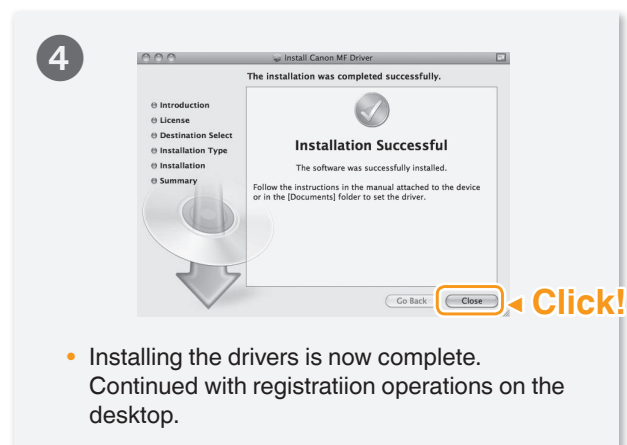 4
Install Canon MF Driver
The installation was completed successfully.
Introduction
License
Destination Select
Installation Type
Installation
Summary
Installation Successful
The software was successfully installed.
Follow the instructions in the manual attached to the device
or in the [Documents] folder to set the driver.
Go Back
Close
Click!
• Installing the drivers is now complete.
Continued with registratiion operations on the
desktop.